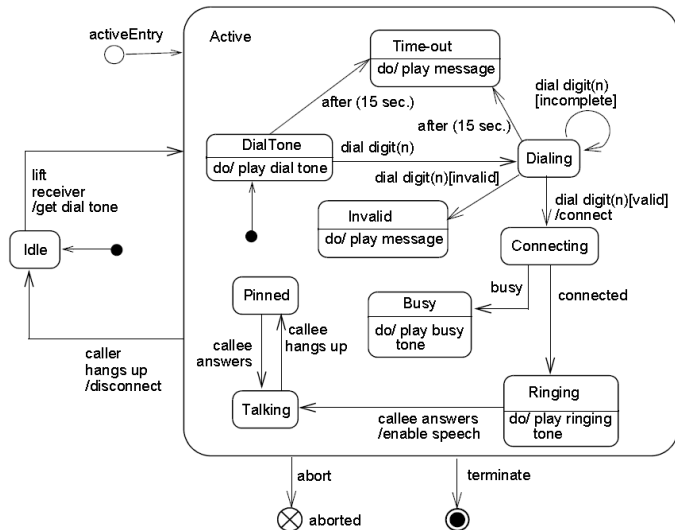 activeEntry
Active
Time-out
do/ play message
dial digit(n)
[incomplete]
after (15 sec.)
after (15 sec.)
DialTone
do/ play dial tone
dial digit(n)
Dialing
lift
receiver
/get dial tone
dial digit(n)[invalid]
dial digit(n)[valid]
/connect
Invalid
do/ play message
Idle
Connecting
Pinned
busy
connected
Busy
do/ play busy
tone
callee
answers
callee
hangs up
caller
hangs up
/disconnect
Talking
callee answers
/enable speech
Ringing
do/ play ringing
tone
abort
terminate
aborted